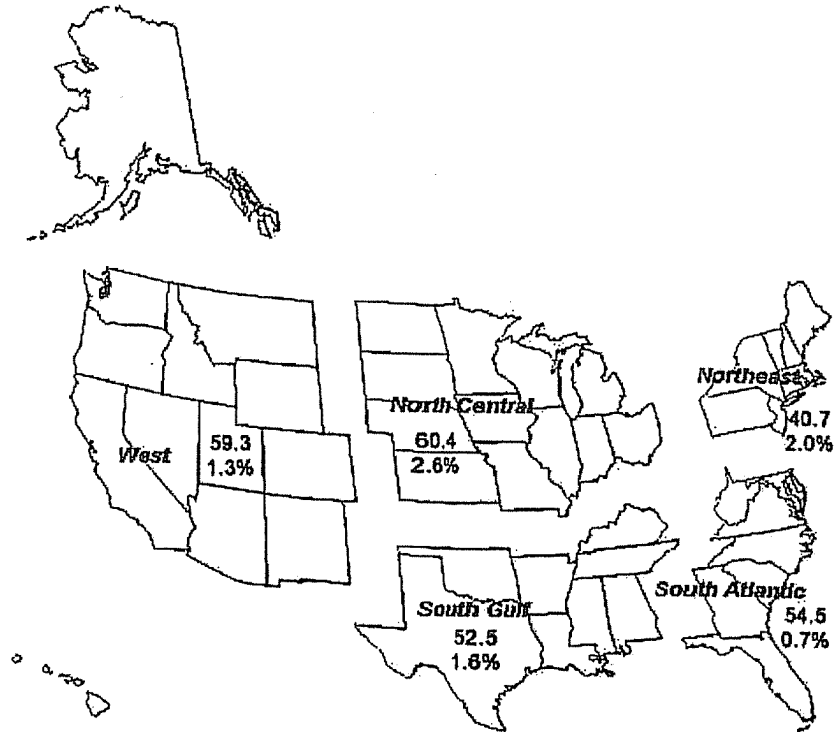 Northeast
40.7
2.0%
North Central
60.4
2.6%
West
59.3
1.3%
South Atlantic
54.5
0.7%
South Gulf
52.5
1.6%